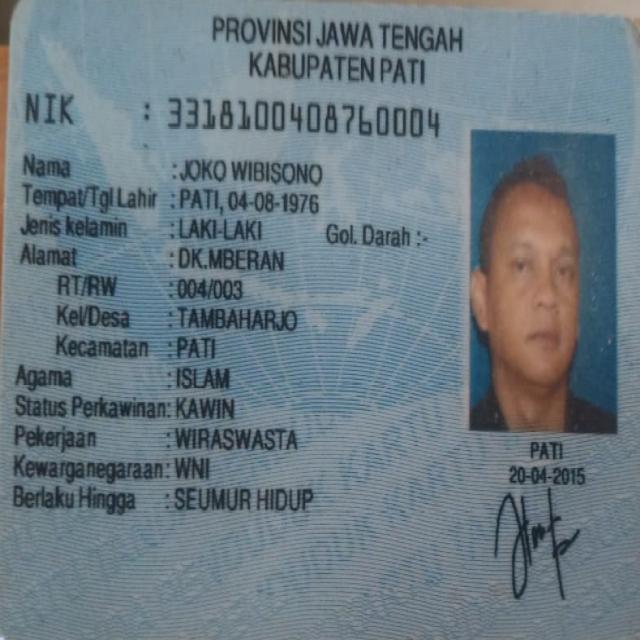 PROVINSI JAWA TENGAH
KABUPATEN PATI
NIK : 3318100408760004
Nama : JOKO WIBISONO
Tempat/Tgl Lahir : PATI, 04-08-1976
Jenis kelamin : LAKI-LAKI Gol. Darah :-
Alamat : DK.MBERAN
RT/RW : 004/003
Kel/Desa : TAMBAHARJO
Kecamatan : PATI
Agama : ISLAM
Status Perkawinan: KAWIN
Pekerjaan : WIRASWASTA
Kewarganegaraan: WNI
Berlaku Hingga : SEUMUR HIDUP
PATI
20-04-2015